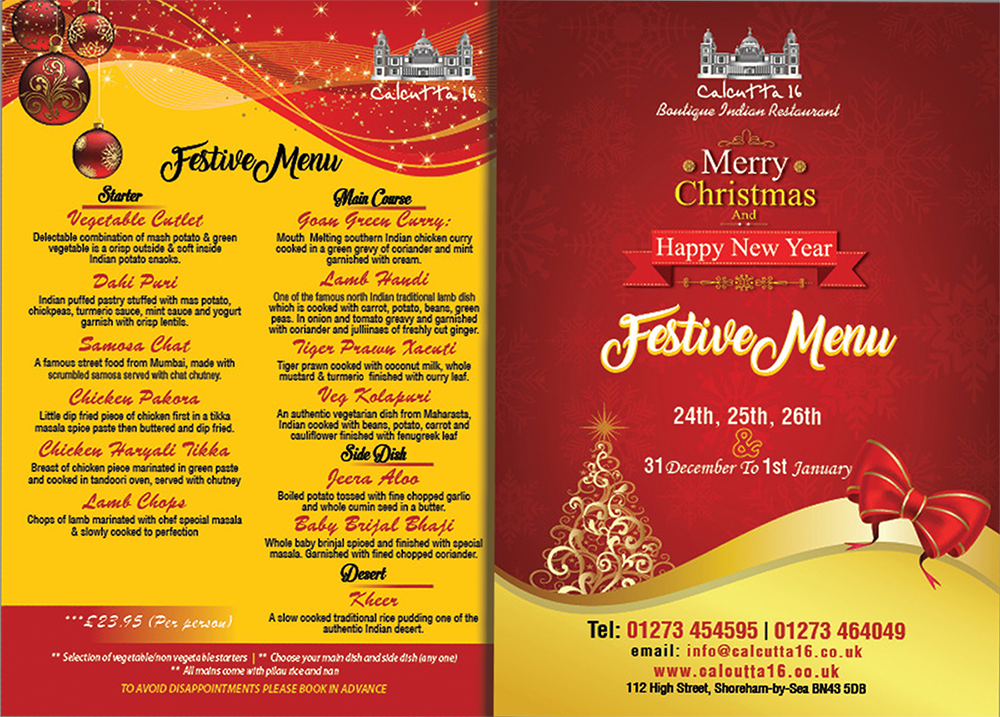 Calcutta 16
Festive Menu
Starter
Vegetable Cutlet
Delectable combination of mash potato & green
vegetable is a crisp outside & soft inside
Indian potato snacks.
Dahi Puri
Indian puffed pastry stuffed with mas potato,
chickpeas, turmeric sauce, mint sauce and yogurt
garnish with crisp lentils.
Samosa Chat
A famous street food from Mumbai, made with
scrumbled samosa served with chat chutney.
Chicken Pakora
Little dip fried piece of chicken first in a tikka
masala spice paste then buttered and dip fried.
Chicken Haryali Tikka
Breast of chicken piece marinated in green paste
and cooked in tandoori oven, served with chutney
Lamb Chops
Chops of lamb marinated with chef special masala
& slowly cooked to perfection
Main Course
Goan Green Curry:
Mouth Melting southern Indian chicken curry
cooked in a green grevy of coriander and mint
garnished with cream.
Lamb Handi
One of the famous north Indian traditional lamb dish
which is cooked with carrot, potato, beans, green
peas. In onion and tomato greavy and garnished
with coriander and julliinaes of freshly cut ginger.
Tiger Prawn Xacuti
Tiger prawn cooked with coconut milk, whole
mustard & turmeric finished with curry leaf.
Veg Kolapuri
An authentic vegetarian dish from Maharasta,
Indian cooked with beans, potato, carrot and
cauliflower finished with fenugreek leaf
Side Dish
Jeera Aloo
Boiled potato tossed with fine chopped garlic
and whole cumin seed in a butter.
Baby Brijal Bhaji
Whole baby brinjal spiced and finished with special
masala. Garnished with fined chopped coriander.
Desert
Kheer
A slow cooked traditional rice pudding one of the
authentic Indian desert.
***£23.95 (Per person)
** Selection of vegetable/non vegetable starters | ** Choose your main dish and side dish (any one)
** All mains come with pilau rice and nan
TO AVOID DISAPPOINTMENTS PLEASE BOOK IN ADVANCE
Calcutta 16
Boutique Indian Restaurant
Merry
Christmas
And
Happy New Year
Festive Menu
24th, 25th, 26th
&
31 December To 1st January
Tel: 01273 454595 | 01273 464049
email: info@calcutta16.co.uk
www.calcutta16.co.uk
112 High Street, Shoreham-by-Sea BN43 5DB